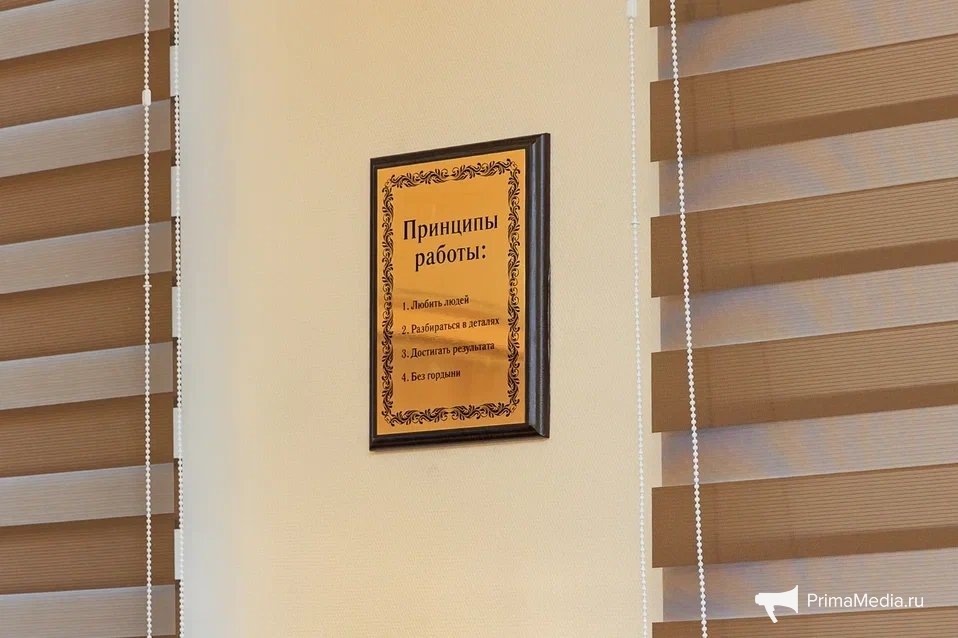 Принципы
работы:
1. Любить людей
2. Разбираться в деталях
3. Достигать результата
4. Без гордыни
PrimaMedia.ru